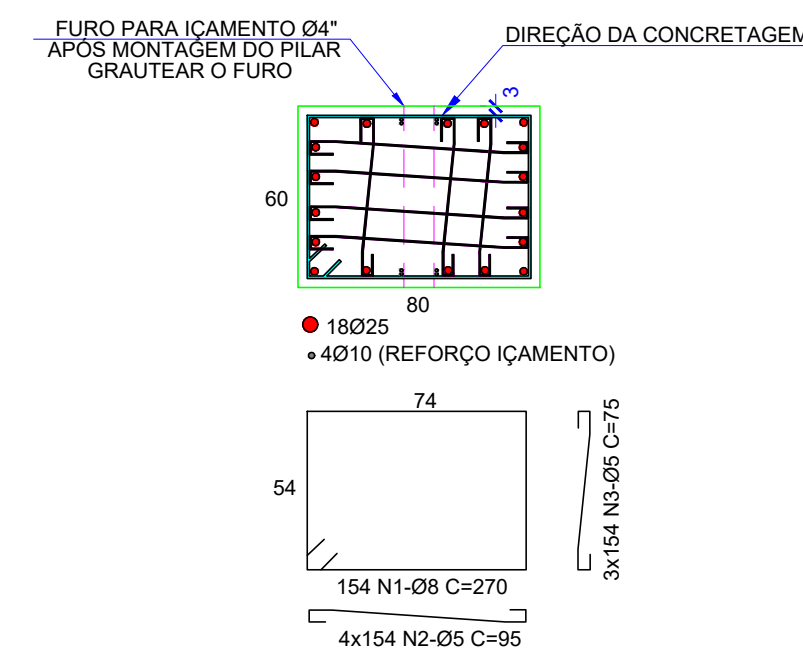 FURO PARA IÇAMENTO Ø4"
APÓS MONTAGEM DO PILAR
GRAUTEAR O FURO
DIREÇÃO DA CONCRETAGEM
3
60
80
18Ø25
4Ø10 (REFORÇO IÇAMENTO)
74
54
3x154 N3-Ø5 C=75
154 N1-Ø8 C=270
4x154 N2-Ø5 C=95